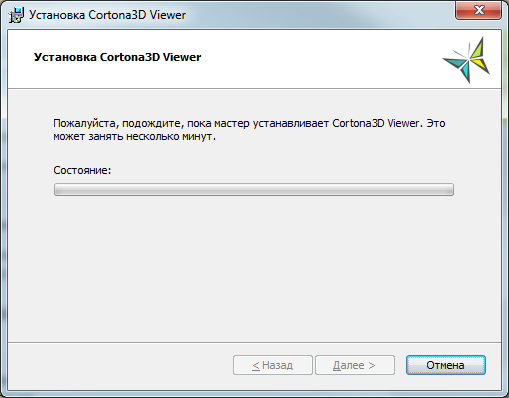 Установка Cortona3D Viewer
Установка Cortona3D Viewer
Пожалуйста, подождите, пока мастер устанавливает Cortona3D Viewer. Это
может занять несколько минут.
Состояние:
< Назад
Далее >
Отмена